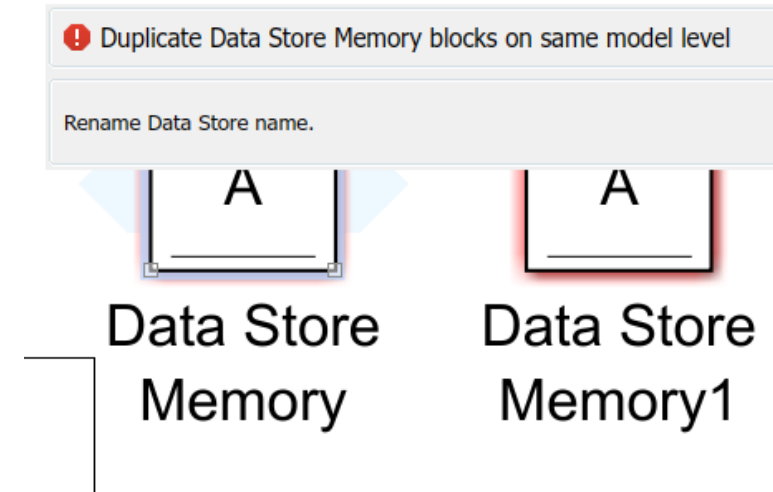 Duplicate Data Store Memory blocks on same model level
Rename Data Store name.
A A
Data Store Data Store
Memory Memory1